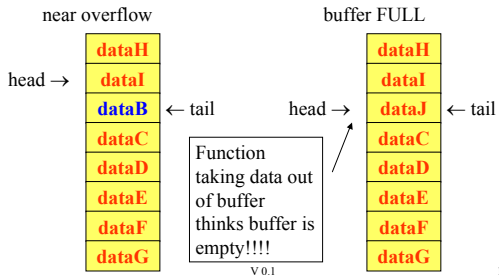 near overflow
buffer FULL
dataH
head → dataI
dataB ← tail
dataC
dataD
dataE
dataF
dataG
Function
taking data out
of buffer
thinks buffer is
empty!!!!
dataH
dataI
head → dataJ ← tail
dataC
dataD
dataE
dataF
dataG
V 0.1